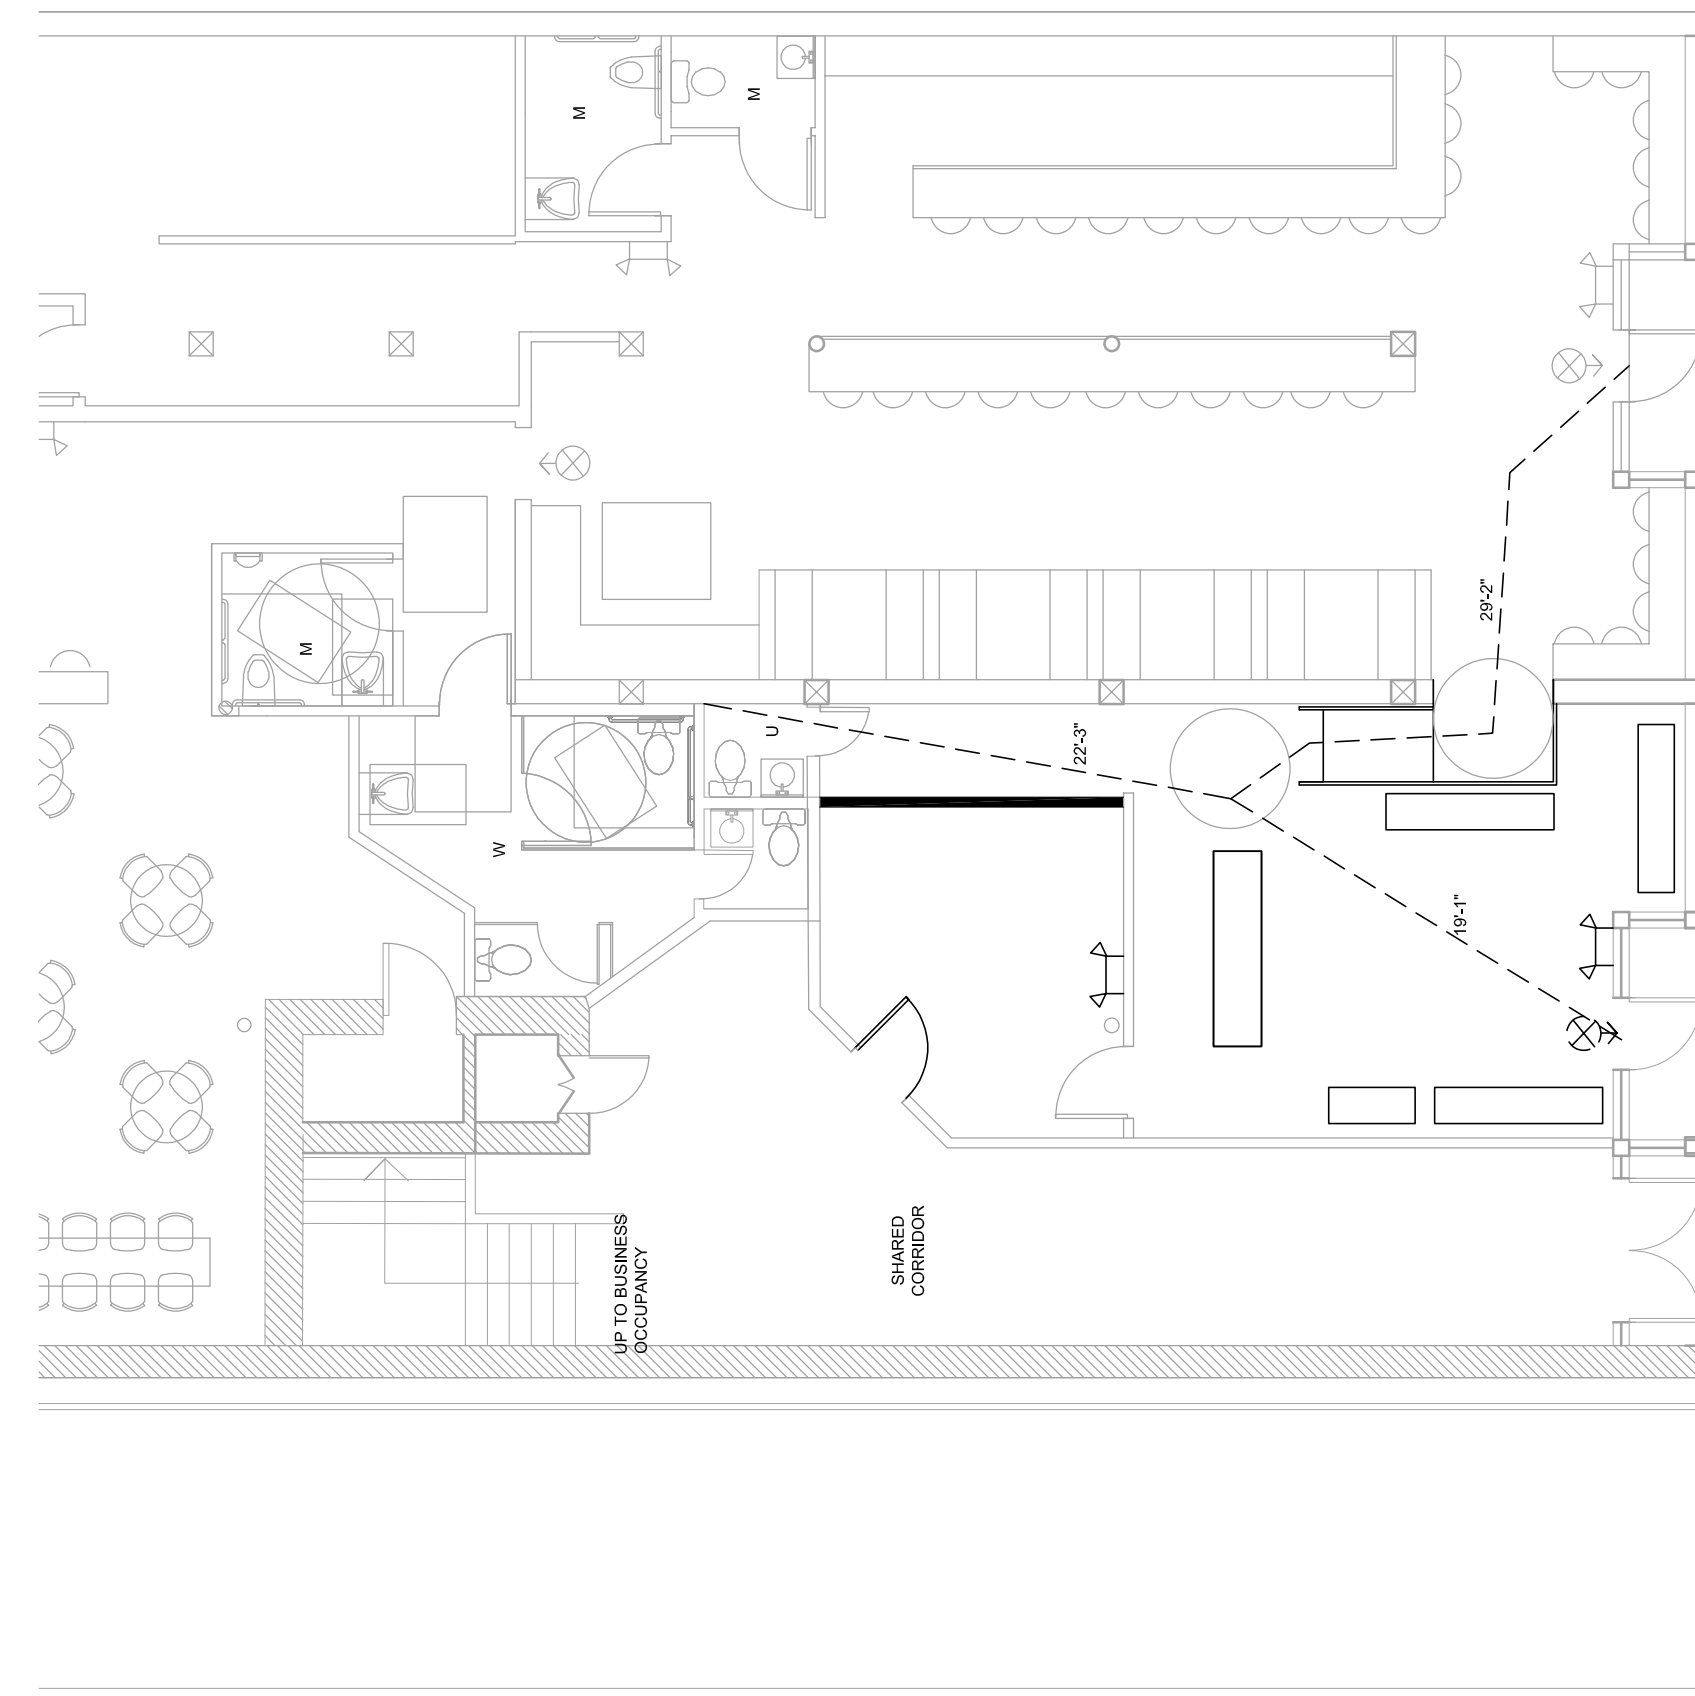 M
M
M
29'-2"
U
22'-3"
W
19'-1"
SHARED
CORRIDOR
UP TO BUSINESS
OCCUPANCY